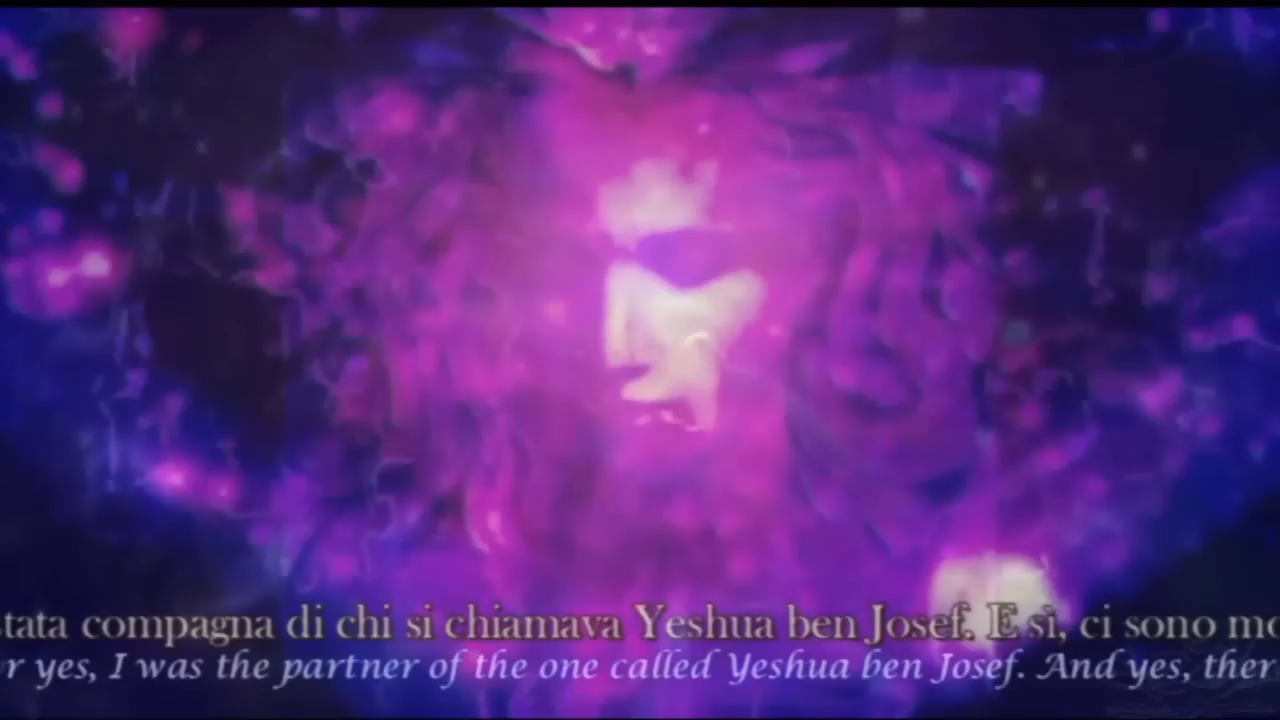 stata compagna di chi si chiamava Yeshua ben Josef. E sì, ci sono mo
r yes, I was the partner of the one called Yeshua ben Josef. And yes, ther